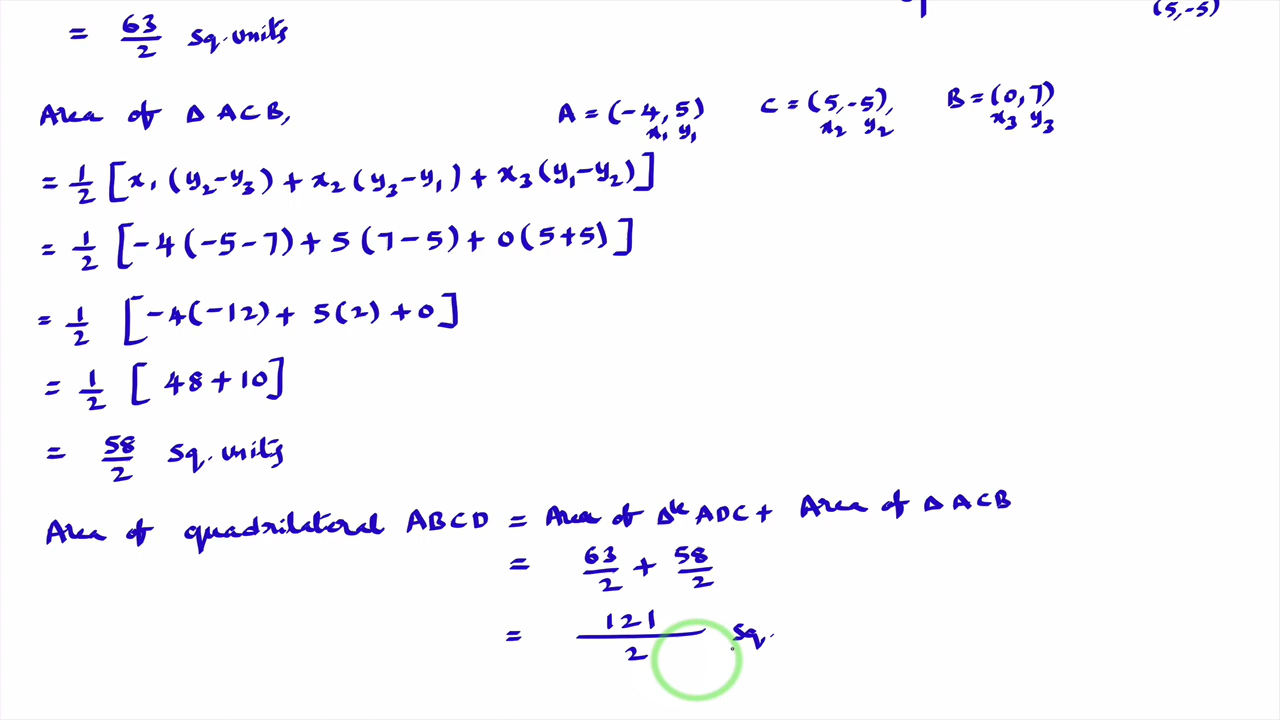 (5,-5)
= 63/2 Sq.units
Area of Δ ACB, A = (-4, 5) C = (5,-5), B = (0, 7)
x₁ y₁ x₂ y₂ x₃ y₃
= 1/2 [x₁ (y₂-y₃) + x₂ (y₃-y₁) + x₃ (y₁-y₂)]
= 1/2 [-4(-5-7) + 5(7-5) + 0(5+5)]
= 1/2 [-4(-12) + 5(2) + 0]
= 1/2 [48+10]
= 58/2 Sq.units
Area of quadrilateral ABCD = Area of Δle ADC + Area of Δ ACB
= 63/2 + 58/2
= 121/2 Sq.